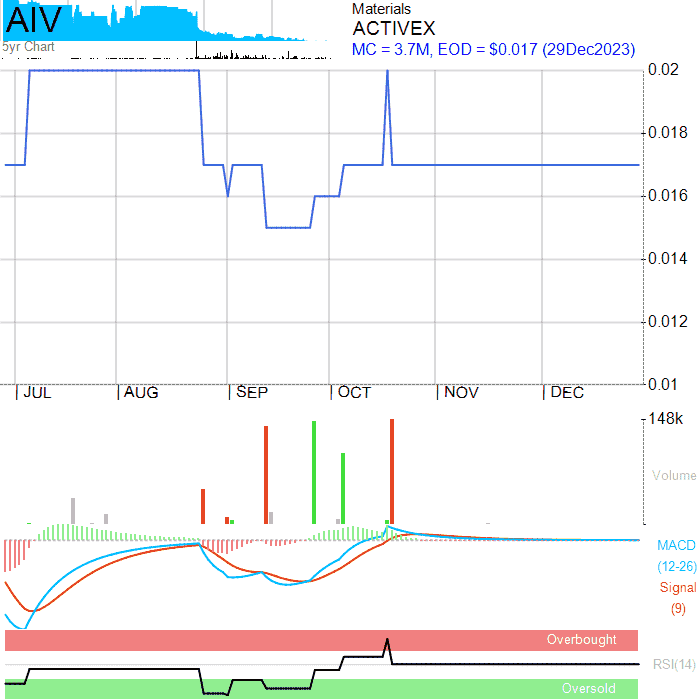 AIV
5yr Chart
Materials
ACTIVEX
MC = 3.7M, EOD = $0.017 (29Dec2023)
0.02
0.018
0.016
0.014
0.012
0.01
JUL AUG SEP OCT NOV DEC
148k
Volume
MACD
(12-26)
Signal
(9)
Overbought
RSI(14)
Oversold